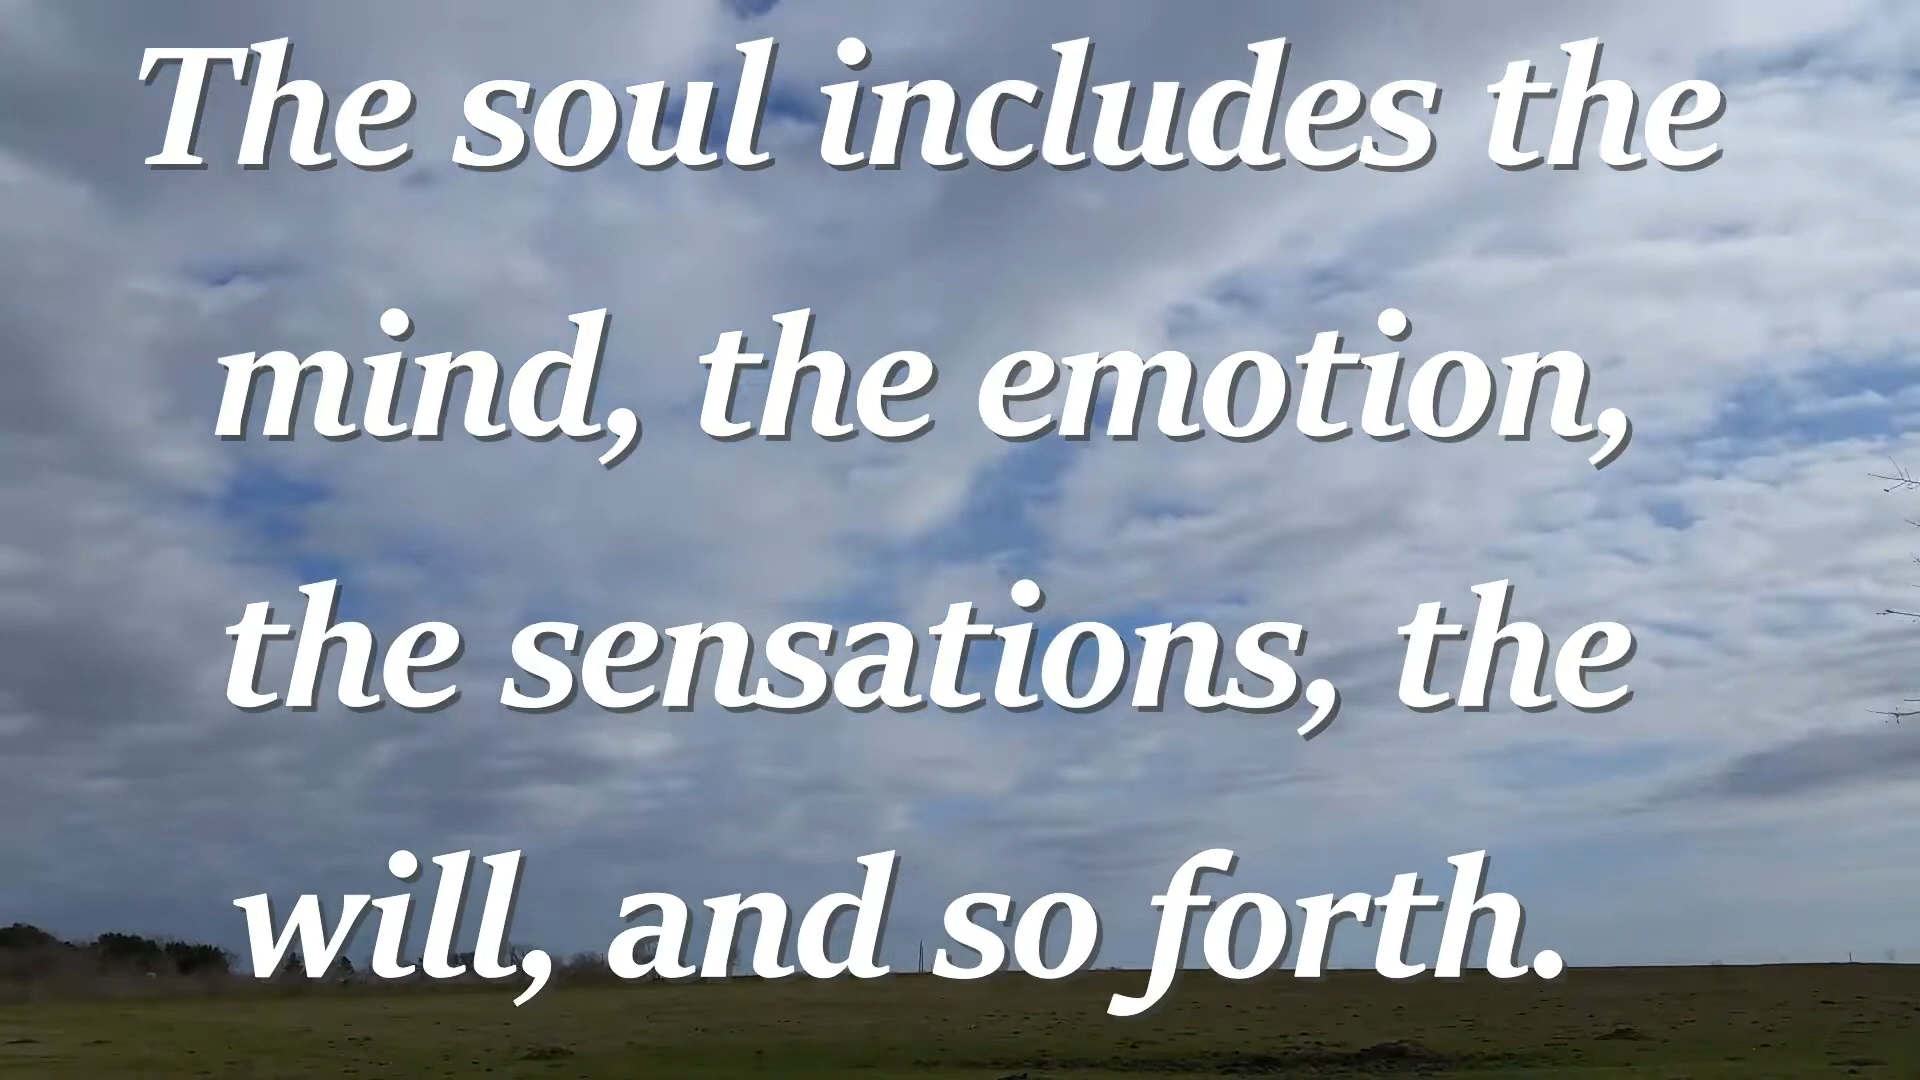 The soul includes the
mind, the emotion,
the sensations, the
will, and so forth.